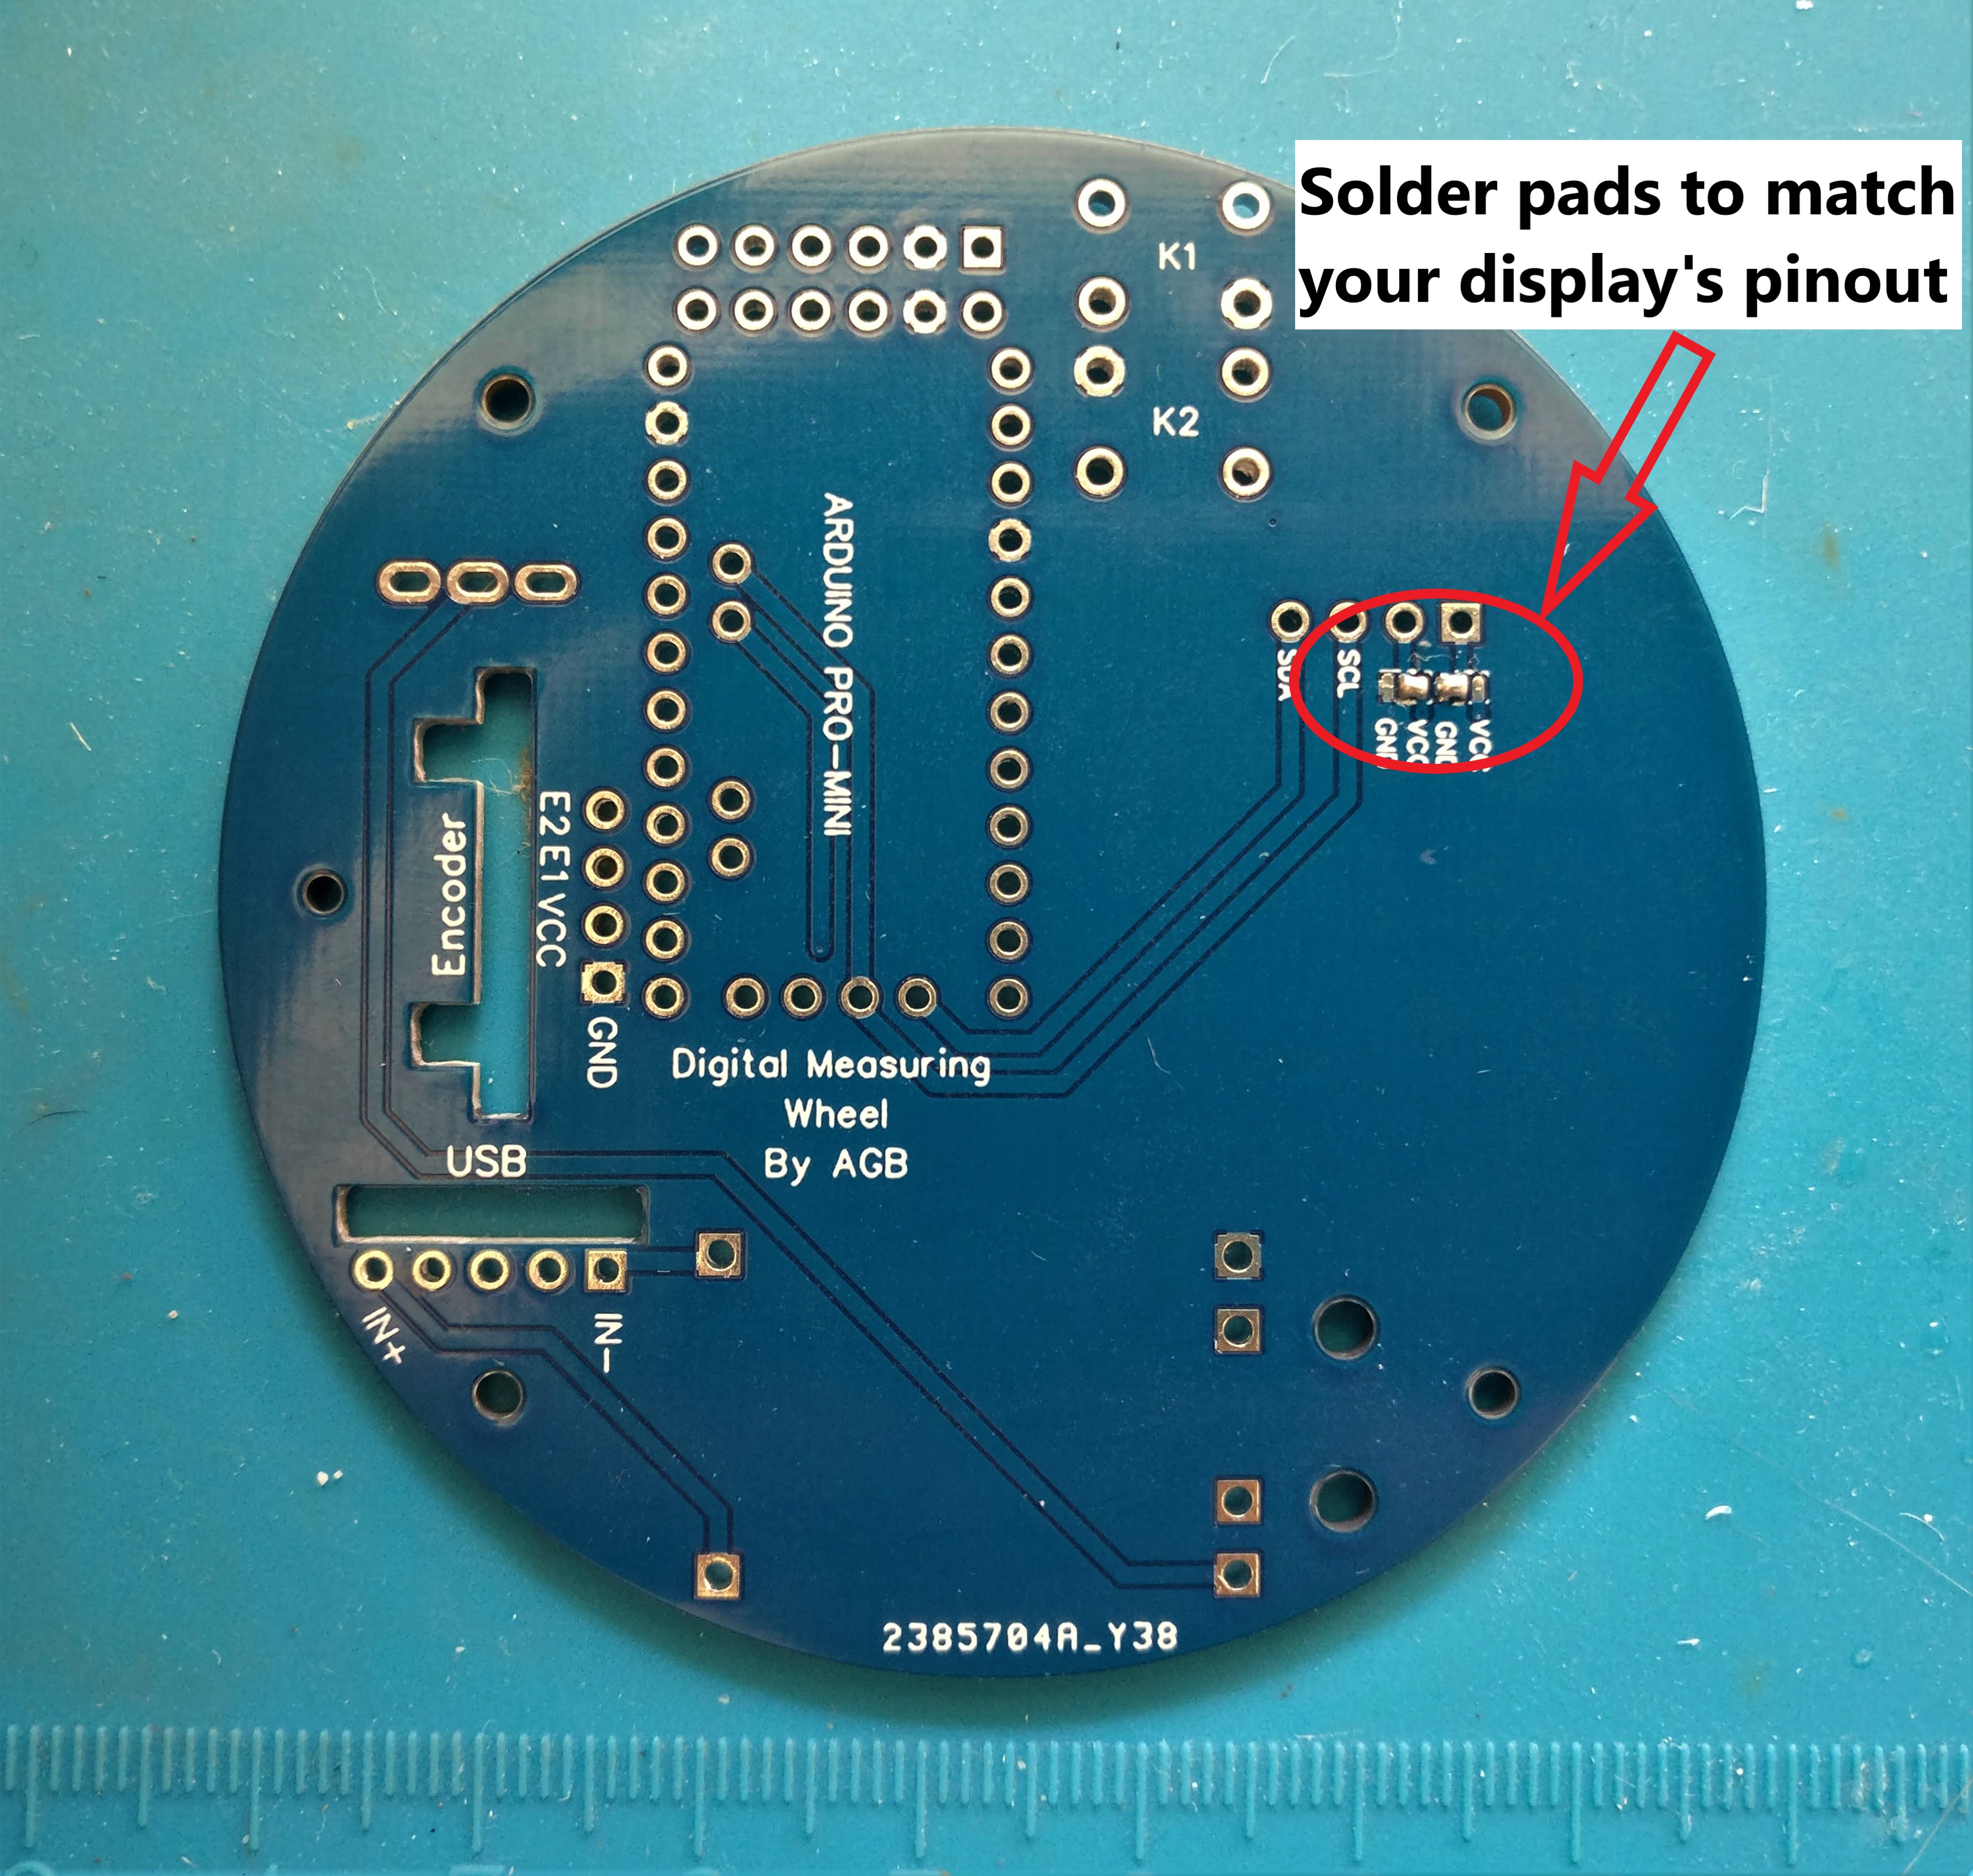 Solder pads to match
your display's pinout
K1
K2
ARDUINO PRO-MINI
SDA
SCL
GND
VCC
GND
VCC
Encoder
E2 E1 VCC
GND
Digital Measuring
Wheel
By AGB
USB
IN+
IN-
2385704A_Y38